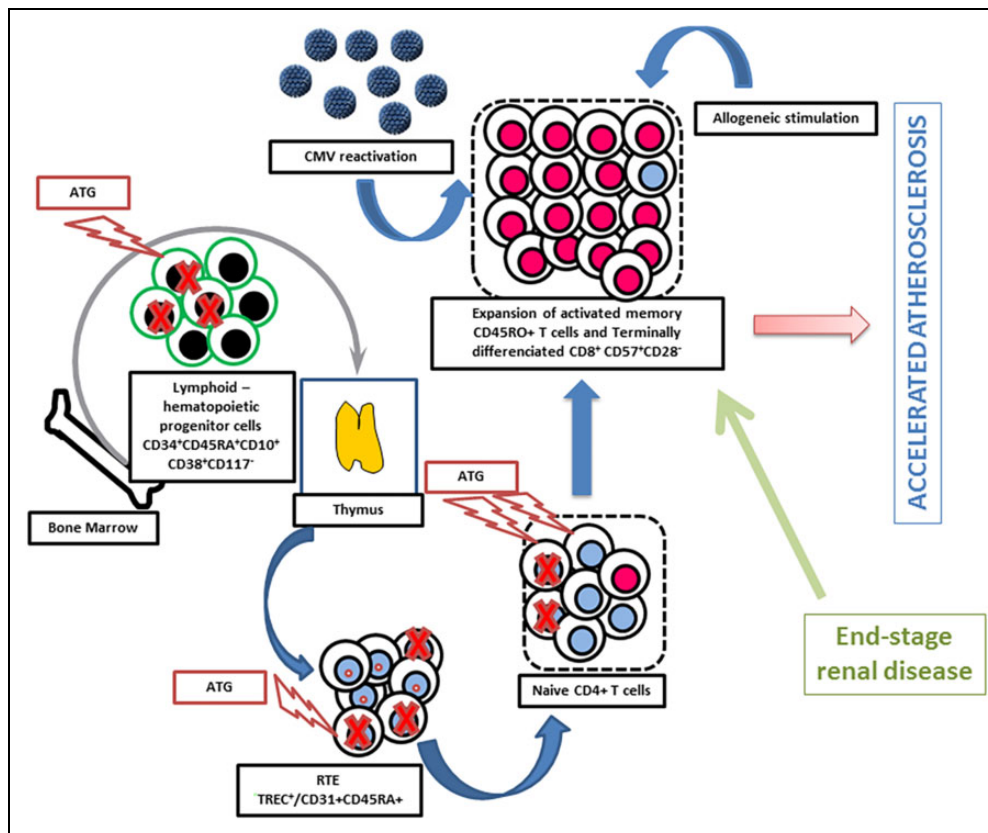 CMV reactivation
Allogeneic stimulation
ATG
Expansion of activated memory
CD45RO+ T cells and Terminally
differenciated CD8⁺ CD57⁺CD28⁻
ACCELERATED ATHEROSCLEROSIS
Lymphoid –
hematopoietic
progenitor cells
CD34⁺CD45RA⁺CD10⁺
CD38⁺CD117⁻
Bone Marrow
Thymus
ATG
Naive CD4+ T cells
End-stage
renal disease
ATG
RTE
⁻TREC⁺/CD31+CD45RA+